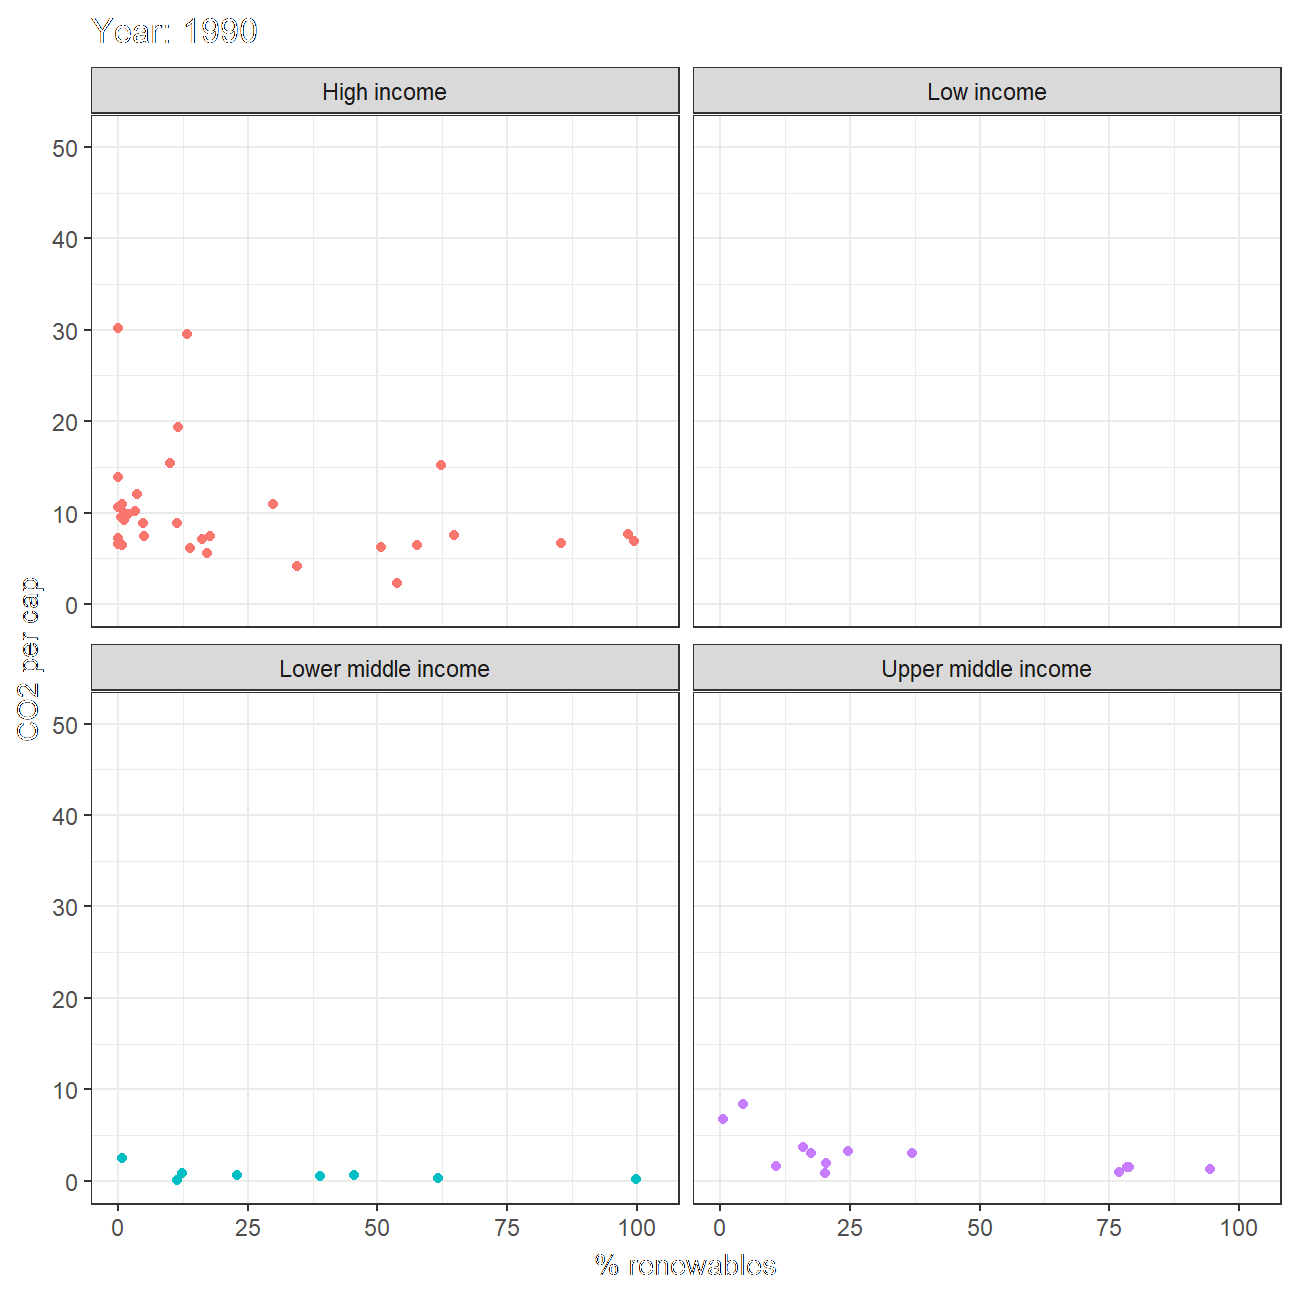 Year: 1990
High income
Low income
50
40
30
20
10
0
Lower middle income
Upper middle income
50
40
30
20
10
0
CO2 per cap
0 25 50 75 100
0 25 50 75 100
% renewables